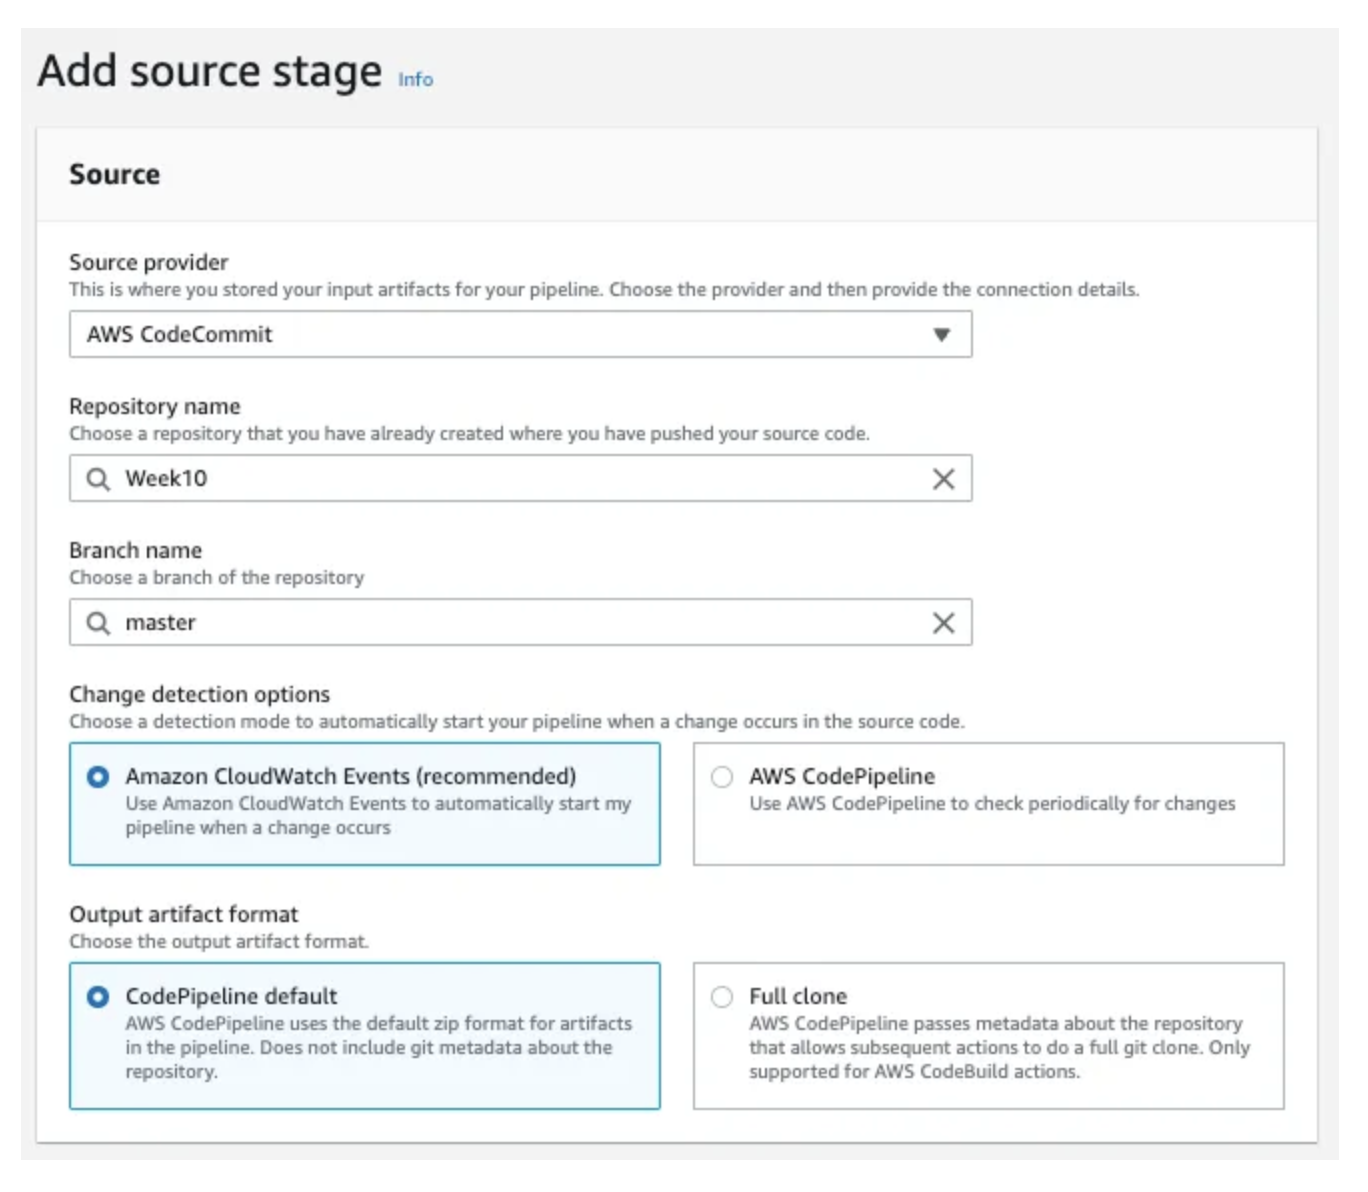 Add source stage Info
Source
Source provider
This is where you stored your input artifacts for your pipeline. Choose the provider and then provide the connection details.
AWS CodeCommit
Repository name
Choose a repository that you have already created where you have pushed your source code.
Week10
Branch name
Choose a branch of the repository
master
Change detection options
Choose a detection mode to automatically start your pipeline when a change occurs in the source code.
Amazon CloudWatch Events (recommended)
Use Amazon CloudWatch Events to automatically start my
pipeline when a change occurs
AWS CodePipeline
Use AWS CodePipeline to check periodically for changes
Output artifact format
Choose the output artifact format.
CodePipeline default
AWS CodePipeline uses the default zip format for artifacts
in the pipeline. Does not include git metadata about the
repository.
Full clone
AWS CodePipeline passes metadata about the repository
that allows subsequent actions to do a full git clone. Only
supported for AWS CodeBuild actions.